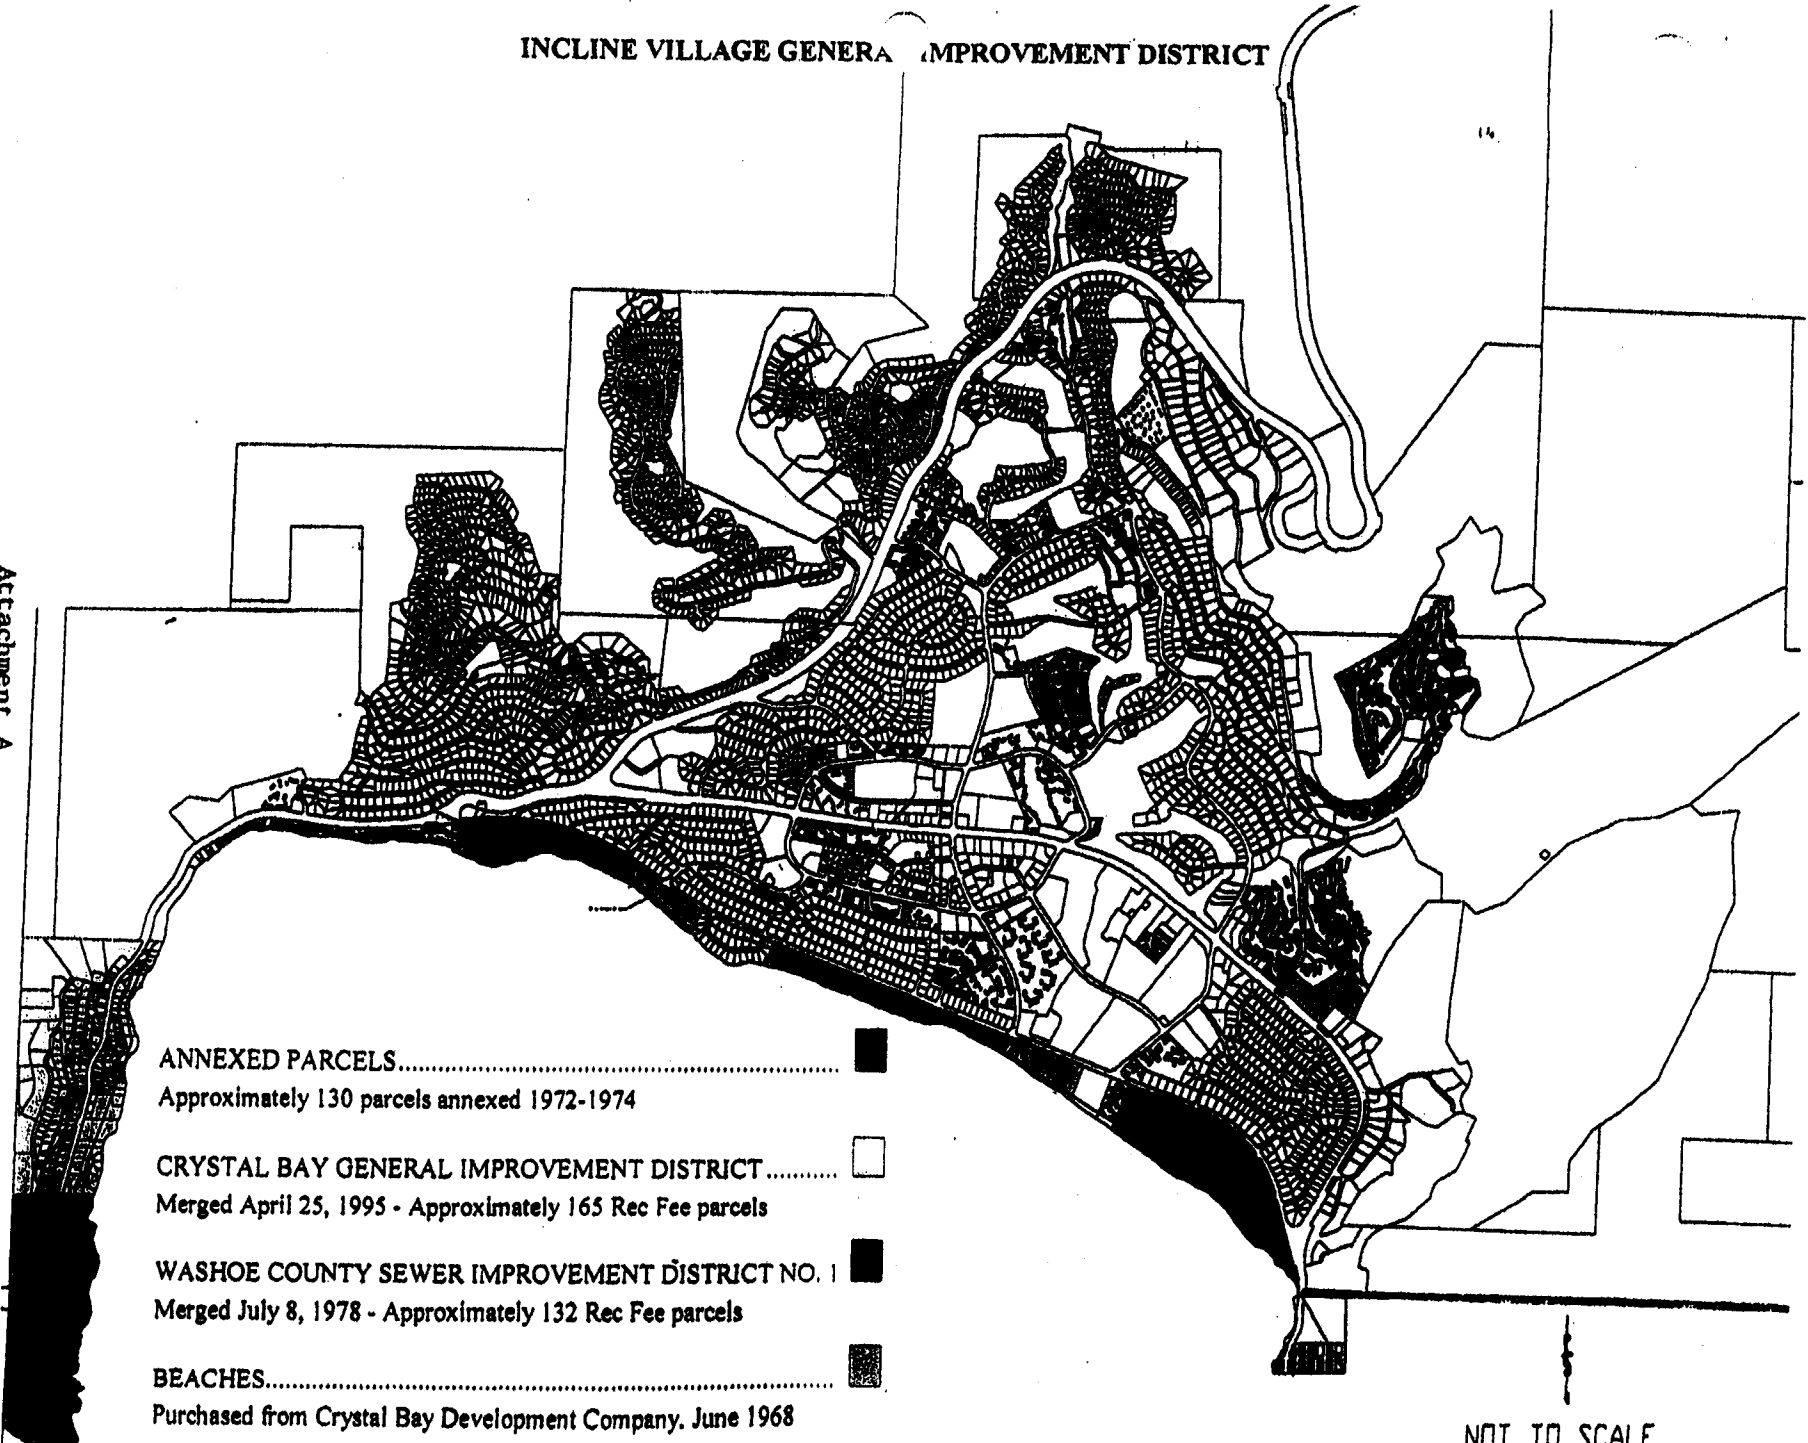 INCLINE VILLAGE GENERA IMPROVEMENT DISTRICT
14
Attachment A
ANNEXED PARCELS
Approximately 130 parcels annexed 1972-1974
CRYSTAL BAY GENERAL IMPROVEMENT DISTRICT
Merged April 25, 1995 - Approximately 165 Rec Fee parcels
WASHOE COUNTY SEWER IMPROVEMENT DISTRICT NO. 1
Merged July 8, 1978 - Approximately 132 Rec Fee parcels
BEACHES
Purchased from Crystal Bay Development Company. June 1968
NOT TO SCALE